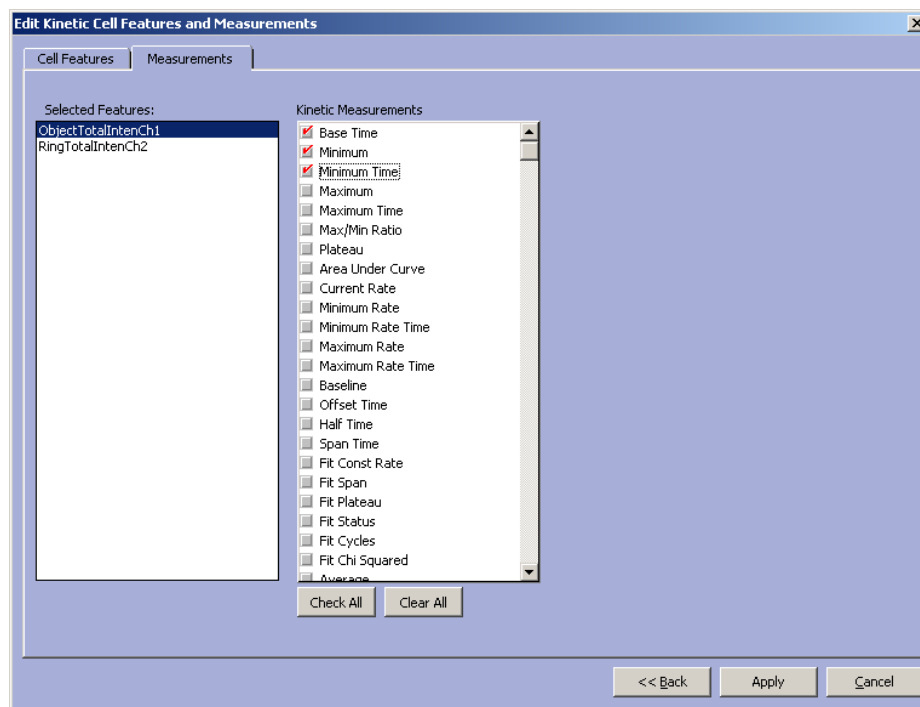 Edit Kinetic Cell Features and Measurements
Cell Features
Measurements
Selected Features:
ObjectTotalIntenCh1
RingTotalIntenCh2
Kinetic Measurements
Base Time
Minimum
Minimum Time
Maximum
Maximum Time
Max/Min Ratio
Plateau
Area Under Curve
Current Rate
Minimum Rate
Minimum Rate Time
Maximum Rate
Maximum Rate Time
Baseline
Offset Time
Half Time
Span Time
Fit Const Rate
Fit Span
Fit Plateau
Fit Status
Fit Cycles
Fit Chi Squared
Average
Check All
Clear All
<< Back
Apply
Cancel